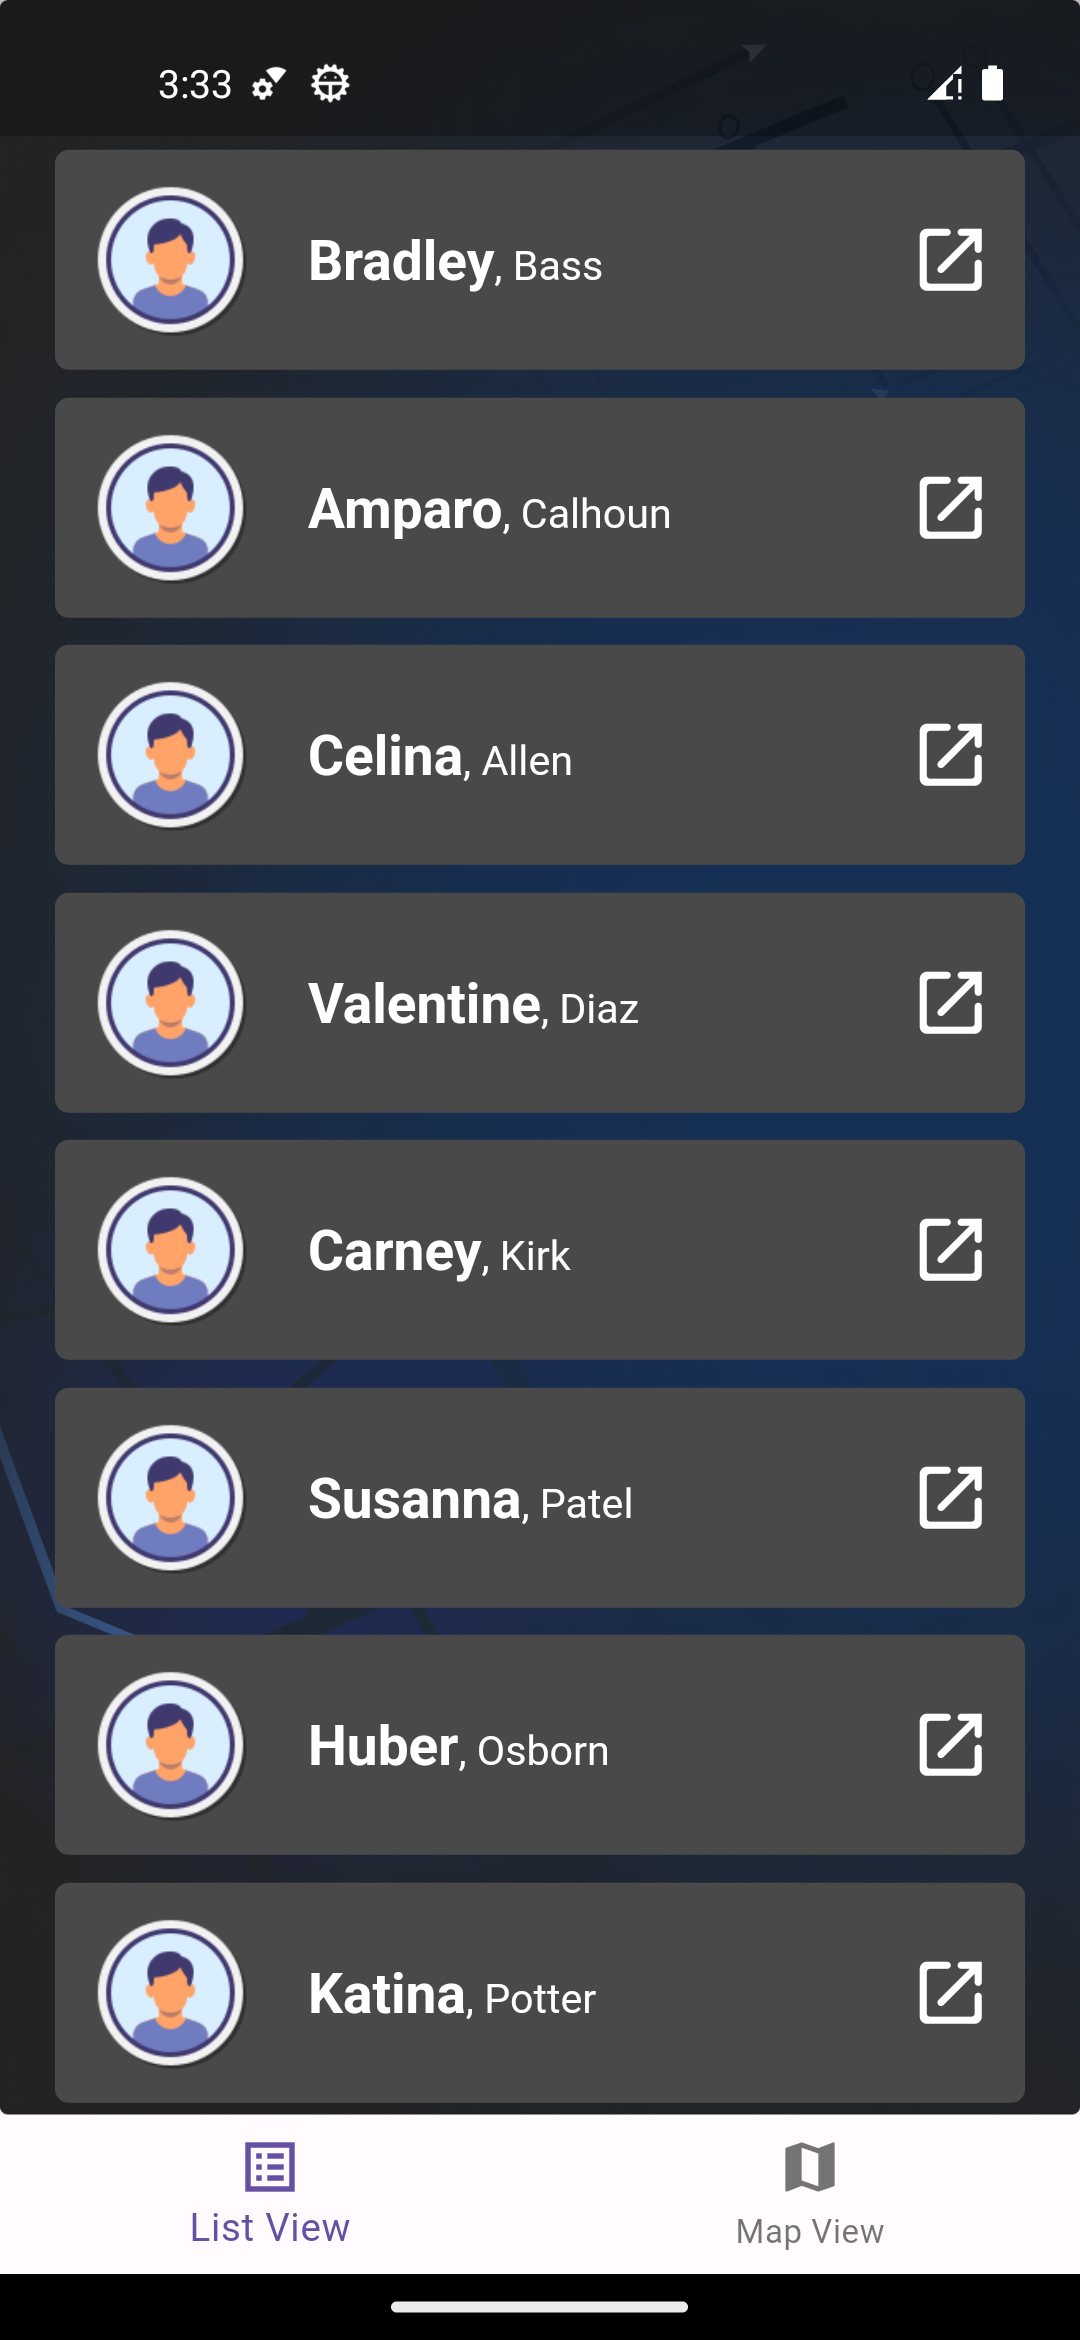 3:33
Bradley, Bass
Amparo, Calhoun
Celina, Allen
Valentine, Diaz
Carney, Kirk
Susanna, Patel
Huber, Osborn
Katina, Potter
List View
Map View